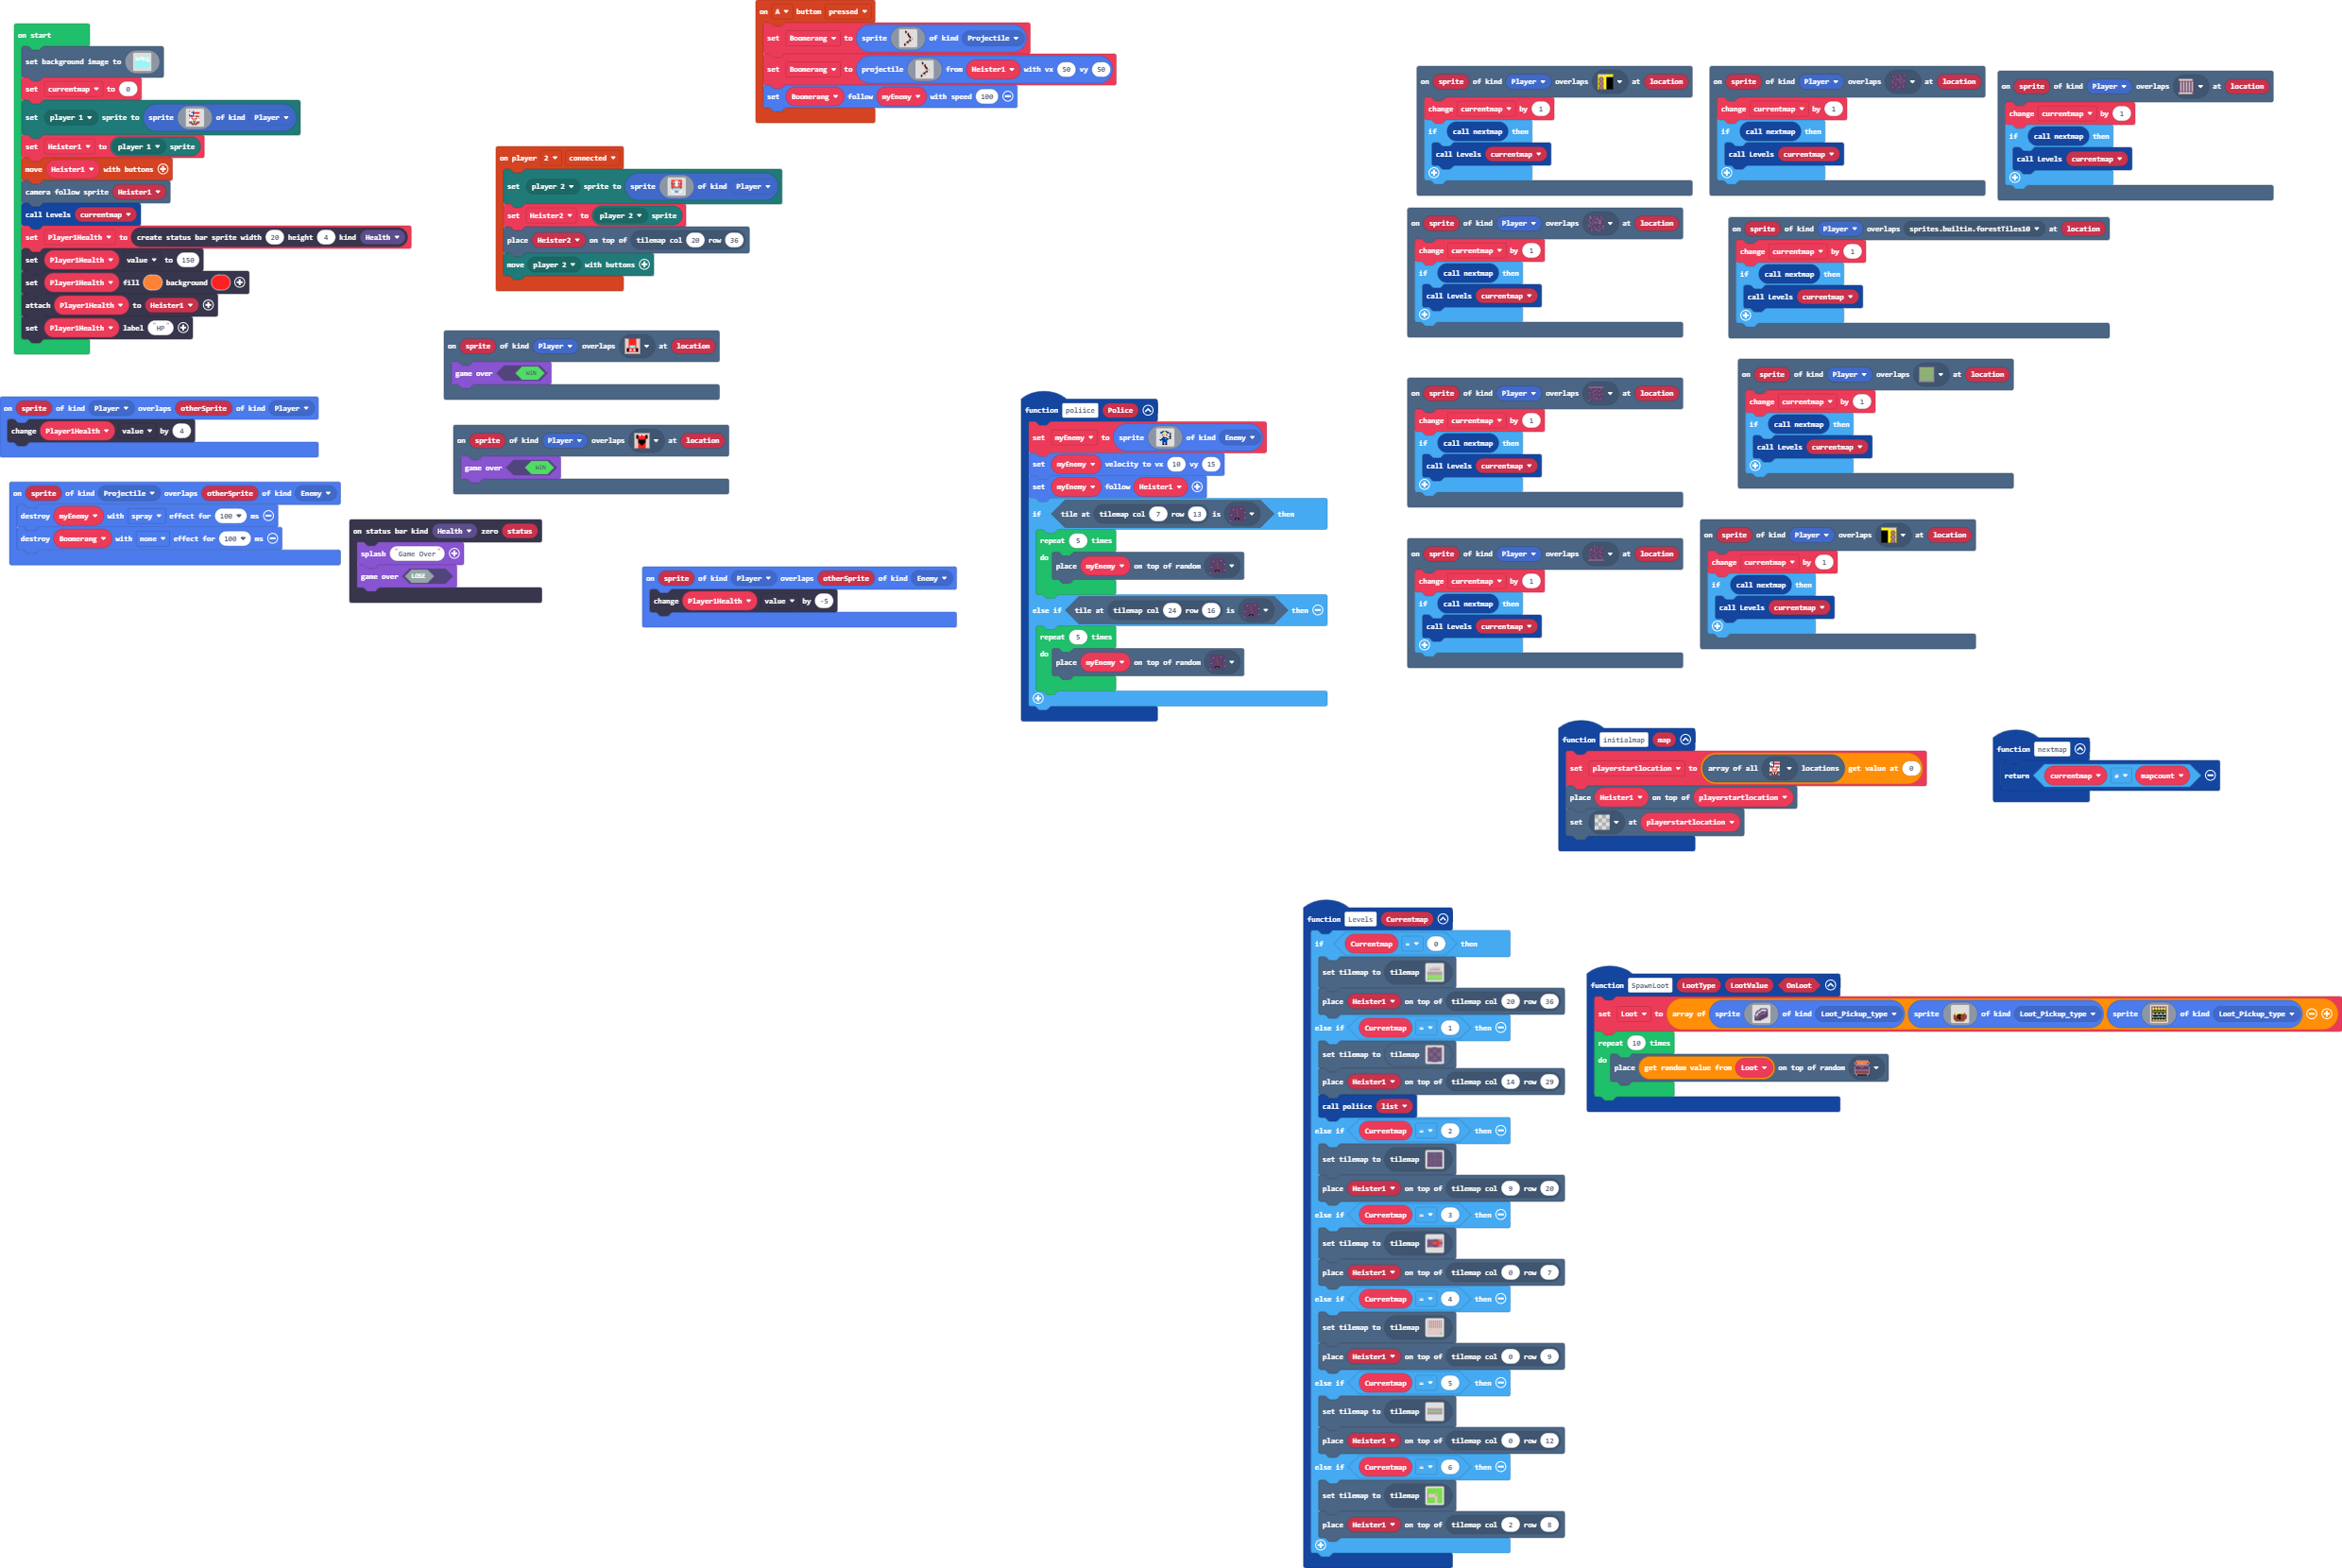 on start
set background image to
set currentmap to 0
set player 1 sprite to sprite of kind Player
set Heister1 to player 1 sprite
move Heister1 with buttons
camera follow sprite Heister1
call Levels currentmap
set Player1Health to create status bar sprite width 20 height 4 kind Health
set Player1Health value to 150
set Player1Health fill background
attach Player1Health to Heister1
set Player1Health label "HP"
on sprite of kind Player overlaps otherSprite of kind Player
change Player1Health value by 4
on sprite of kind Projectile overlaps otherSprite of kind Enemy
destroy myEnemy with spray effect for 100 ms
destroy Boomerang with none effect for 100 ms
on A button pressed
set Boomerang to sprite of kind Projectile
set Boomerang to projectile from Heister1 with vx 50 vy 50
set Boomerang follow myEnemy with speed 100
on player 2 connected
set player 2 sprite to sprite of kind Player
set Heister2 to player 2 sprite
place Heister2 on top of tilemap col 20 row 36
move player 2 with buttons
on sprite of kind Player overlaps at location
game over WIN
on sprite of kind Player overlaps at location
game over WIN
on status bar kind Health zero status
splash "Game Over"
game over LOSE
on sprite of kind Player overlaps otherSprite of kind Enemy
change Player1Health value by -5
function poliice Police
set myEnemy to sprite of kind Enemy
set myEnemy velocity to vx 10 vy 15
set myEnemy follow Heister1
if tile at tilemap col 7 row 13 is then
repeat 5 times
do
place myEnemy on top of random
else if tile at tilemap col 24 row 16 is then
repeat 5 times
do
place myEnemy on top of random
on sprite of kind Player overlaps at location
change currentmap by 1
if call nextmap then
call Levels currentmap
on sprite of kind Player overlaps at location
change currentmap by 1
if call nextmap then
call Levels currentmap
on sprite of kind Player overlaps at location
change currentmap by 1
if call nextmap then
call Levels currentmap
on sprite of kind Player overlaps at location
change currentmap by 1
if call nextmap then
call Levels currentmap
on sprite of kind Player overlaps sprites.builtin.forestTiles10 at location
change currentmap by 1
if call nextmap then
call Levels currentmap
on sprite of kind Player overlaps at location
change currentmap by 1
if call nextmap then
call Levels currentmap
on sprite of kind Player overlaps at location
change currentmap by 1
if call nextmap then
call Levels currentmap
on sprite of kind Player overlaps at location
change currentmap by 1
if call nextmap then
call Levels currentmap
on sprite of kind Player overlaps at location
change currentmap by 1
if call nextmap then
call Levels currentmap
function initialmap map
set playerstartlocation to array of all locations get value at 0
place Heister1 on top of playerstartlocation
set at playerstartlocation
function nextmap
return currentmap ≠ mapcount
function Levels Currentmap
if Currentmap = 0 then
set tilemap to tilemap
place Heister1 on top of tilemap col 20 row 36
else if Currentmap = 1 then
set tilemap to tilemap
place Heister1 on top of tilemap col 14 row 29
call poliice list
else if Currentmap = 2 then
set tilemap to tilemap
place Heister1 on top of tilemap col 9 row 20
else if Currentmap = 3 then
set tilemap to tilemap
place Heister1 on top of tilemap col 0 row 7
else if Currentmap = 4 then
set tilemap to tilemap
place Heister1 on top of tilemap col 0 row 9
else if Currentmap = 5 then
set tilemap to tilemap
place Heister1 on top of tilemap col 0 row 12
else if Currentmap = 6 then
set tilemap to tilemap
place Heister1 on top of tilemap col 2 row 8
function SpawnLoot LootType LootValue OnLoot
set Loot to array of sprite of kind Loot_Pickup_type sprite of kind Loot_Pickup_type sprite of kind Loot_Pickup_type
repeat 10 times
do
place get random value from Loot on top of random